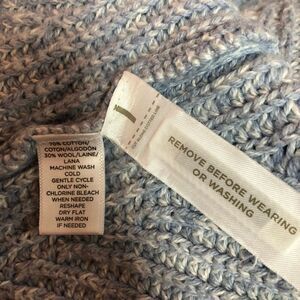 70% COTTON/
COTON/ALGODÓN
30% WOOL/LAINE/
LANA
MACHINE WASH
COLD
GENTLE CYCLE
ONLY NON-
CHLORINE BLEACH
WHEN NEEDED
RESHAPE
DRY FLAT
WARM IRON
IF NEEDED
REMOVE BEFORE WEARING
OR WASHING